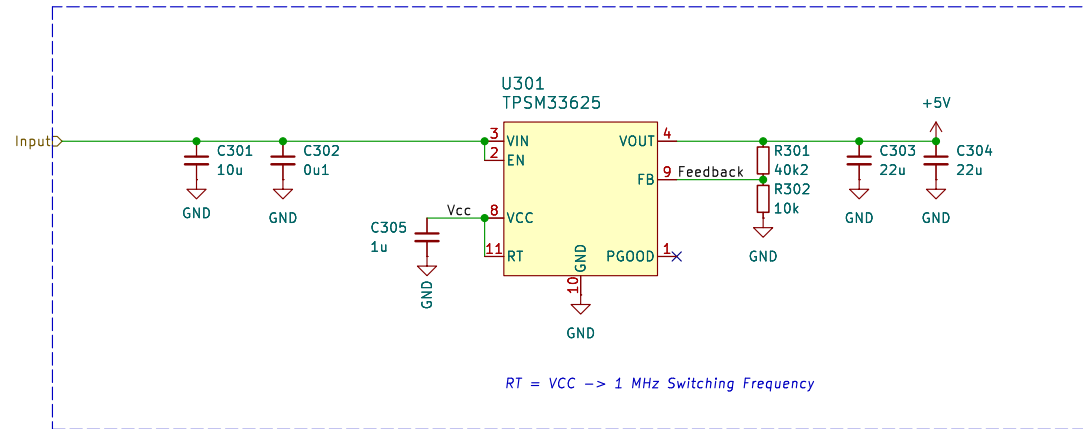 U301
TPSM33625
+5V
Input
3
VIN
VOUT
4
2
EN
C301
10u
C302
0u1
R301
40k2
C303
22u
C304
22u
FB
9
Feedback
R302
10k
GND
GND
GND
GND
Vcc
8
VCC
C305
1u
11
RT
GND
PGOOD
1
GND
GND
10
GND
RT = VCC -> 1 MHz Switching Frequency